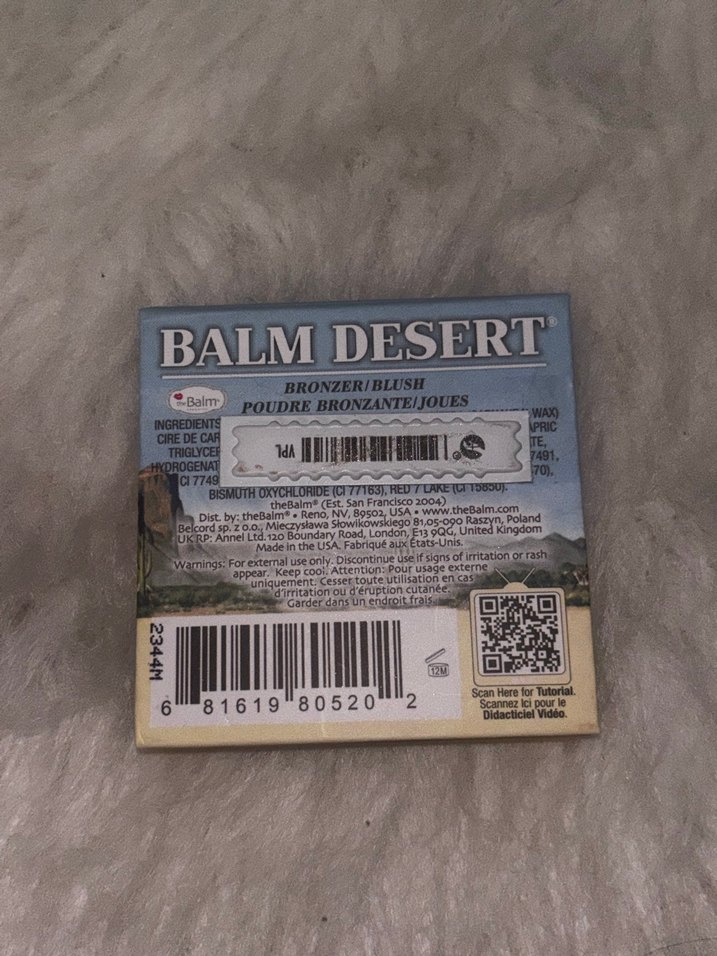 BALM DESERT®
BRONZER/BLUSH
POUDRE BRONZANTE/JOUES
theBalm®
INGREDIENTS WAX)
CIRE DE CAR APRIC
TRIGLYCER TE,
HYDROGENAT 7491,
CI 7749 70),
VPL
BISMUTH OXYCHLORIDE (CI 77163), RED 7 LAKE (CI 15850).
theBalm® (Est. San Francisco 2004)
Dist. by: theBalm® • Reno, NV, 89502, USA • www.theBalm.com
Belcord sp. z o.o., Mieczysława Słowikowskiego 81,05-090 Raszyn, Poland
UK RP: Annel Ltd. 120 Boundary Road, London, E13 9QG, United Kingdom
Made in the USA. Fabriqué aux États-Unis.
Warnings: For external use only. Discontinue use if signs of irritation or rash
appear. Keep cool. Attention: Pour usage externe
uniquement. Cesser toute utilisation en cas
d'irritation ou d'éruption cutanée.
Garder dans un endroit frais.
2344M
6 81619 80520 2
12M
Scan Here for Tutorial.
Scannez Ici pour le
Didacticiel Vidéo.